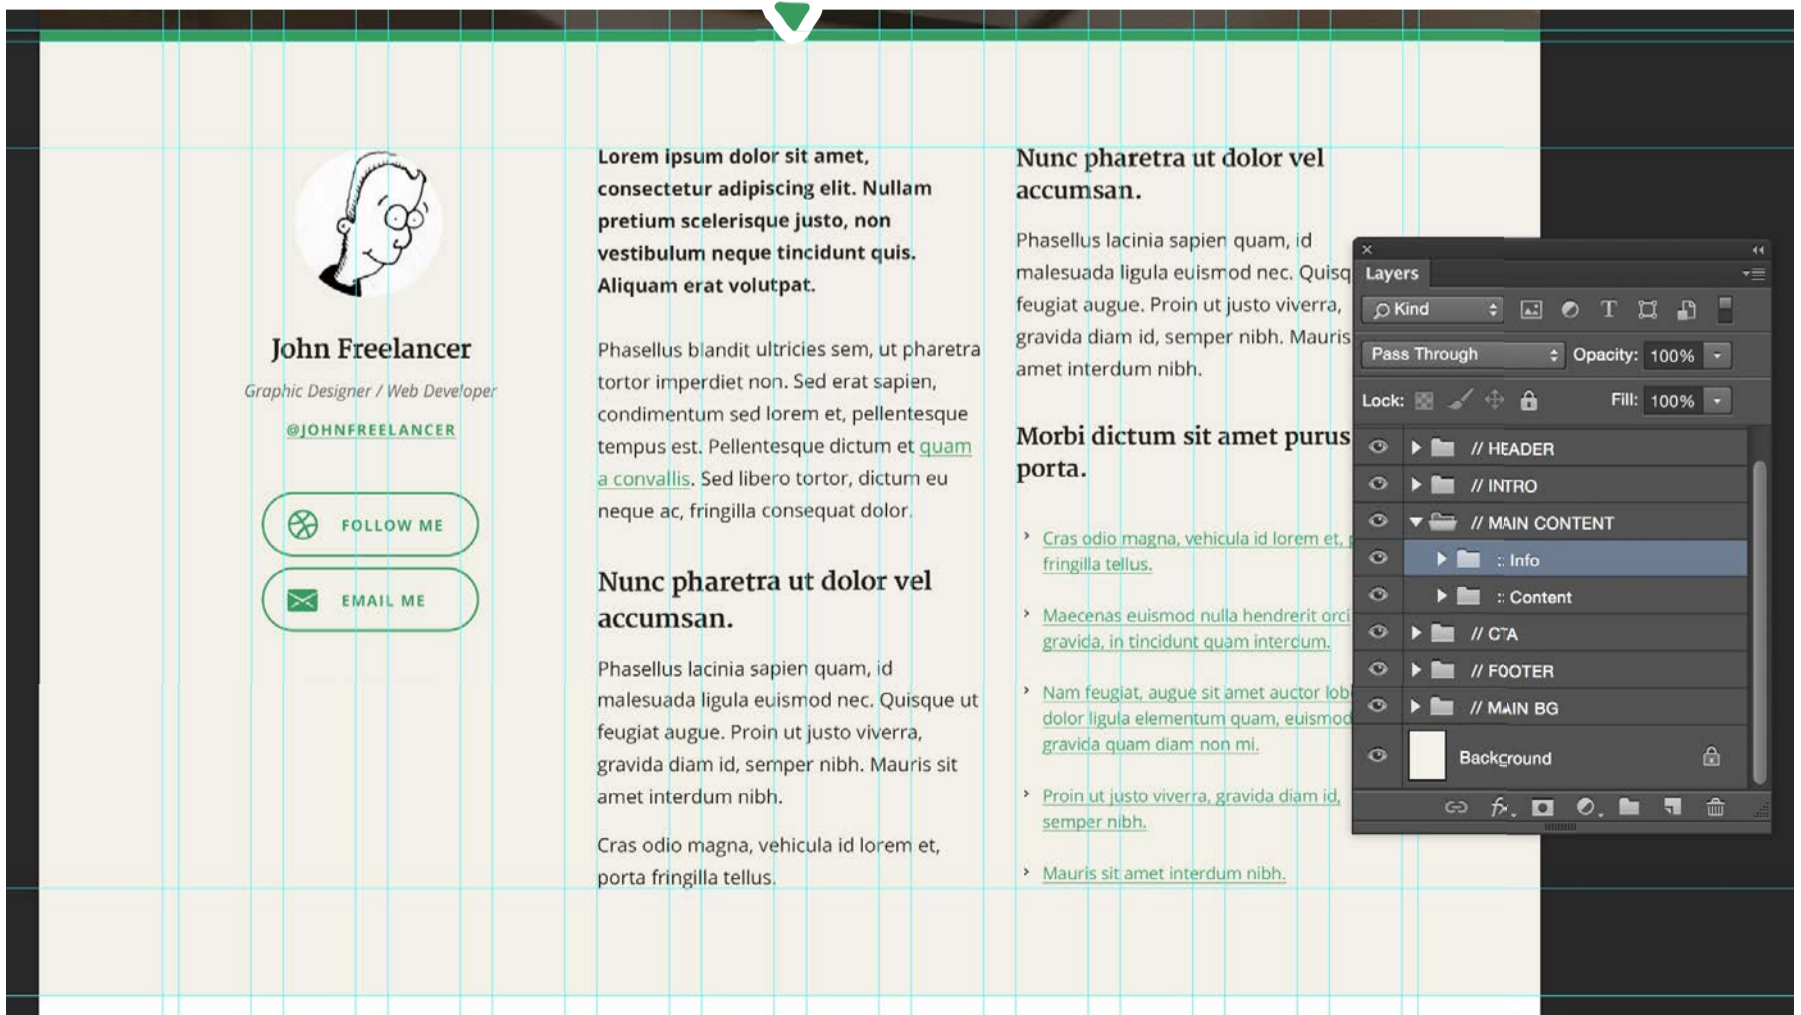 John Freelancer
Graphic Designer / Web Developer
@JOHNFREELANCER
FOLLOW ME
EMAIL ME
Lorem ipsum dolor sit amet,
consectetur adipiscing elit. Nullam
pretium scelerisque justo, non
vestibulum neque tincidunt quis.
Aliquam erat volutpat.
Phasellus blandit ultricies sem, ut pharetra
tortor imperdiet non. Sed erat sapien,
condimentum sed lorem et, pellentesque
tempus est. Pellentesque dictum et quam
a convallis. Sed libero tortor, dictum eu
neque ac, fringilla consequat dolor.
Nunc pharetra ut dolor vel
accumsan.
Phasellus lacinia sapien quam, id
malesuada ligula euismod nec. Quisque ut
feugiat augue. Proin ut justo viverra,
gravida diam id, semper nibh. Mauris sit
amet interdum nibh.
Cras odio magna, vehicula id lorem et,
porta fringilla tellus.
Nunc pharetra ut dolor vel
accumsan.
Phasellus lacinia sapien quam, id
malesuada ligula euismod nec. Quisq
feugiat augue. Proin ut justo viverra,
gravida diam id, semper nibh. Mauris
amet interdum nibh.
Morbi dictum sit amet purus
porta.
Cras odio magna, vehicula id lorem et,
fringilla tellus.
Maecenas euismod nulla hendrerit orci
gravida, in tincidunt quam interdum.
Nam feugiat, augue sit amet auctor lob
dolor ligula elementum quam, euismod
gravida quam diam non mi.
Proin ut justo viverra, gravida diam id,
semper nibh.
Mauris sit amet interdum nibh.
Layers
Kind
Pass Through Opacity: 100%
Lock: Fill: 100%
// HEADER
// INTRO
// MAIN CONTENT
:: Info
:: Content
// CTA
// FOOTER
// MAIN BG
Background
fx